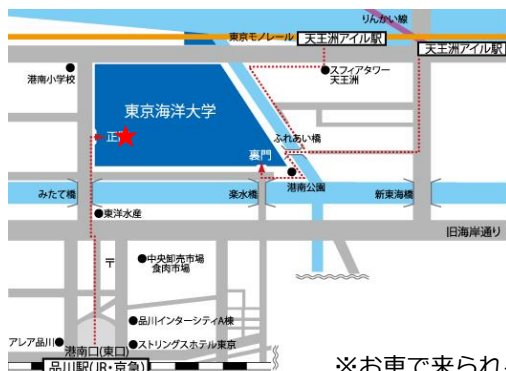 りんかい線
東京モノレール
天王洲アイル駅
天王洲アイル駅
港南小学校
スフィアタワー
天王洲
東京海洋大学
正
ふれあい橋
裏門
港南公園
みたて橋
楽水橋
新東海橋
東洋水産
旧海岸通り
〒
中央卸売市場
食肉市場
品川インターシティA棟
アレア品川
港南口(東口)
ストリングスホテル東京
品川駅(JR・京急)
※お車で来られ